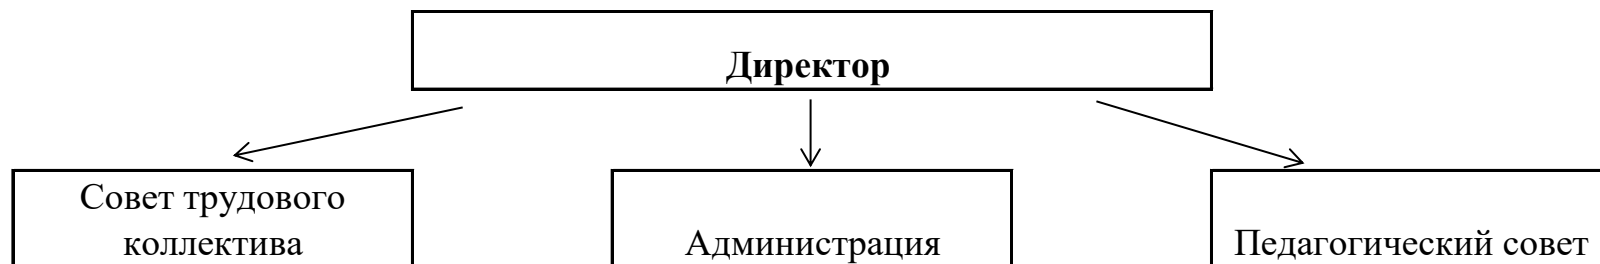 Директор
Совет трудового
коллектива
Администрация
Педагогический совет